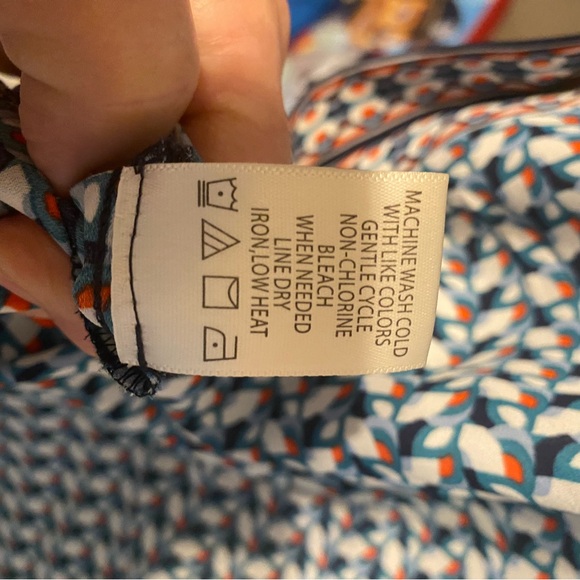 MACHINE WASH COLD
WITH LIKE COLORS
GENTLE CYCLE
NON-CHLORINE
BLEACH
WHEN NEEDED
LINE DRY
IRON,LOW HEAT